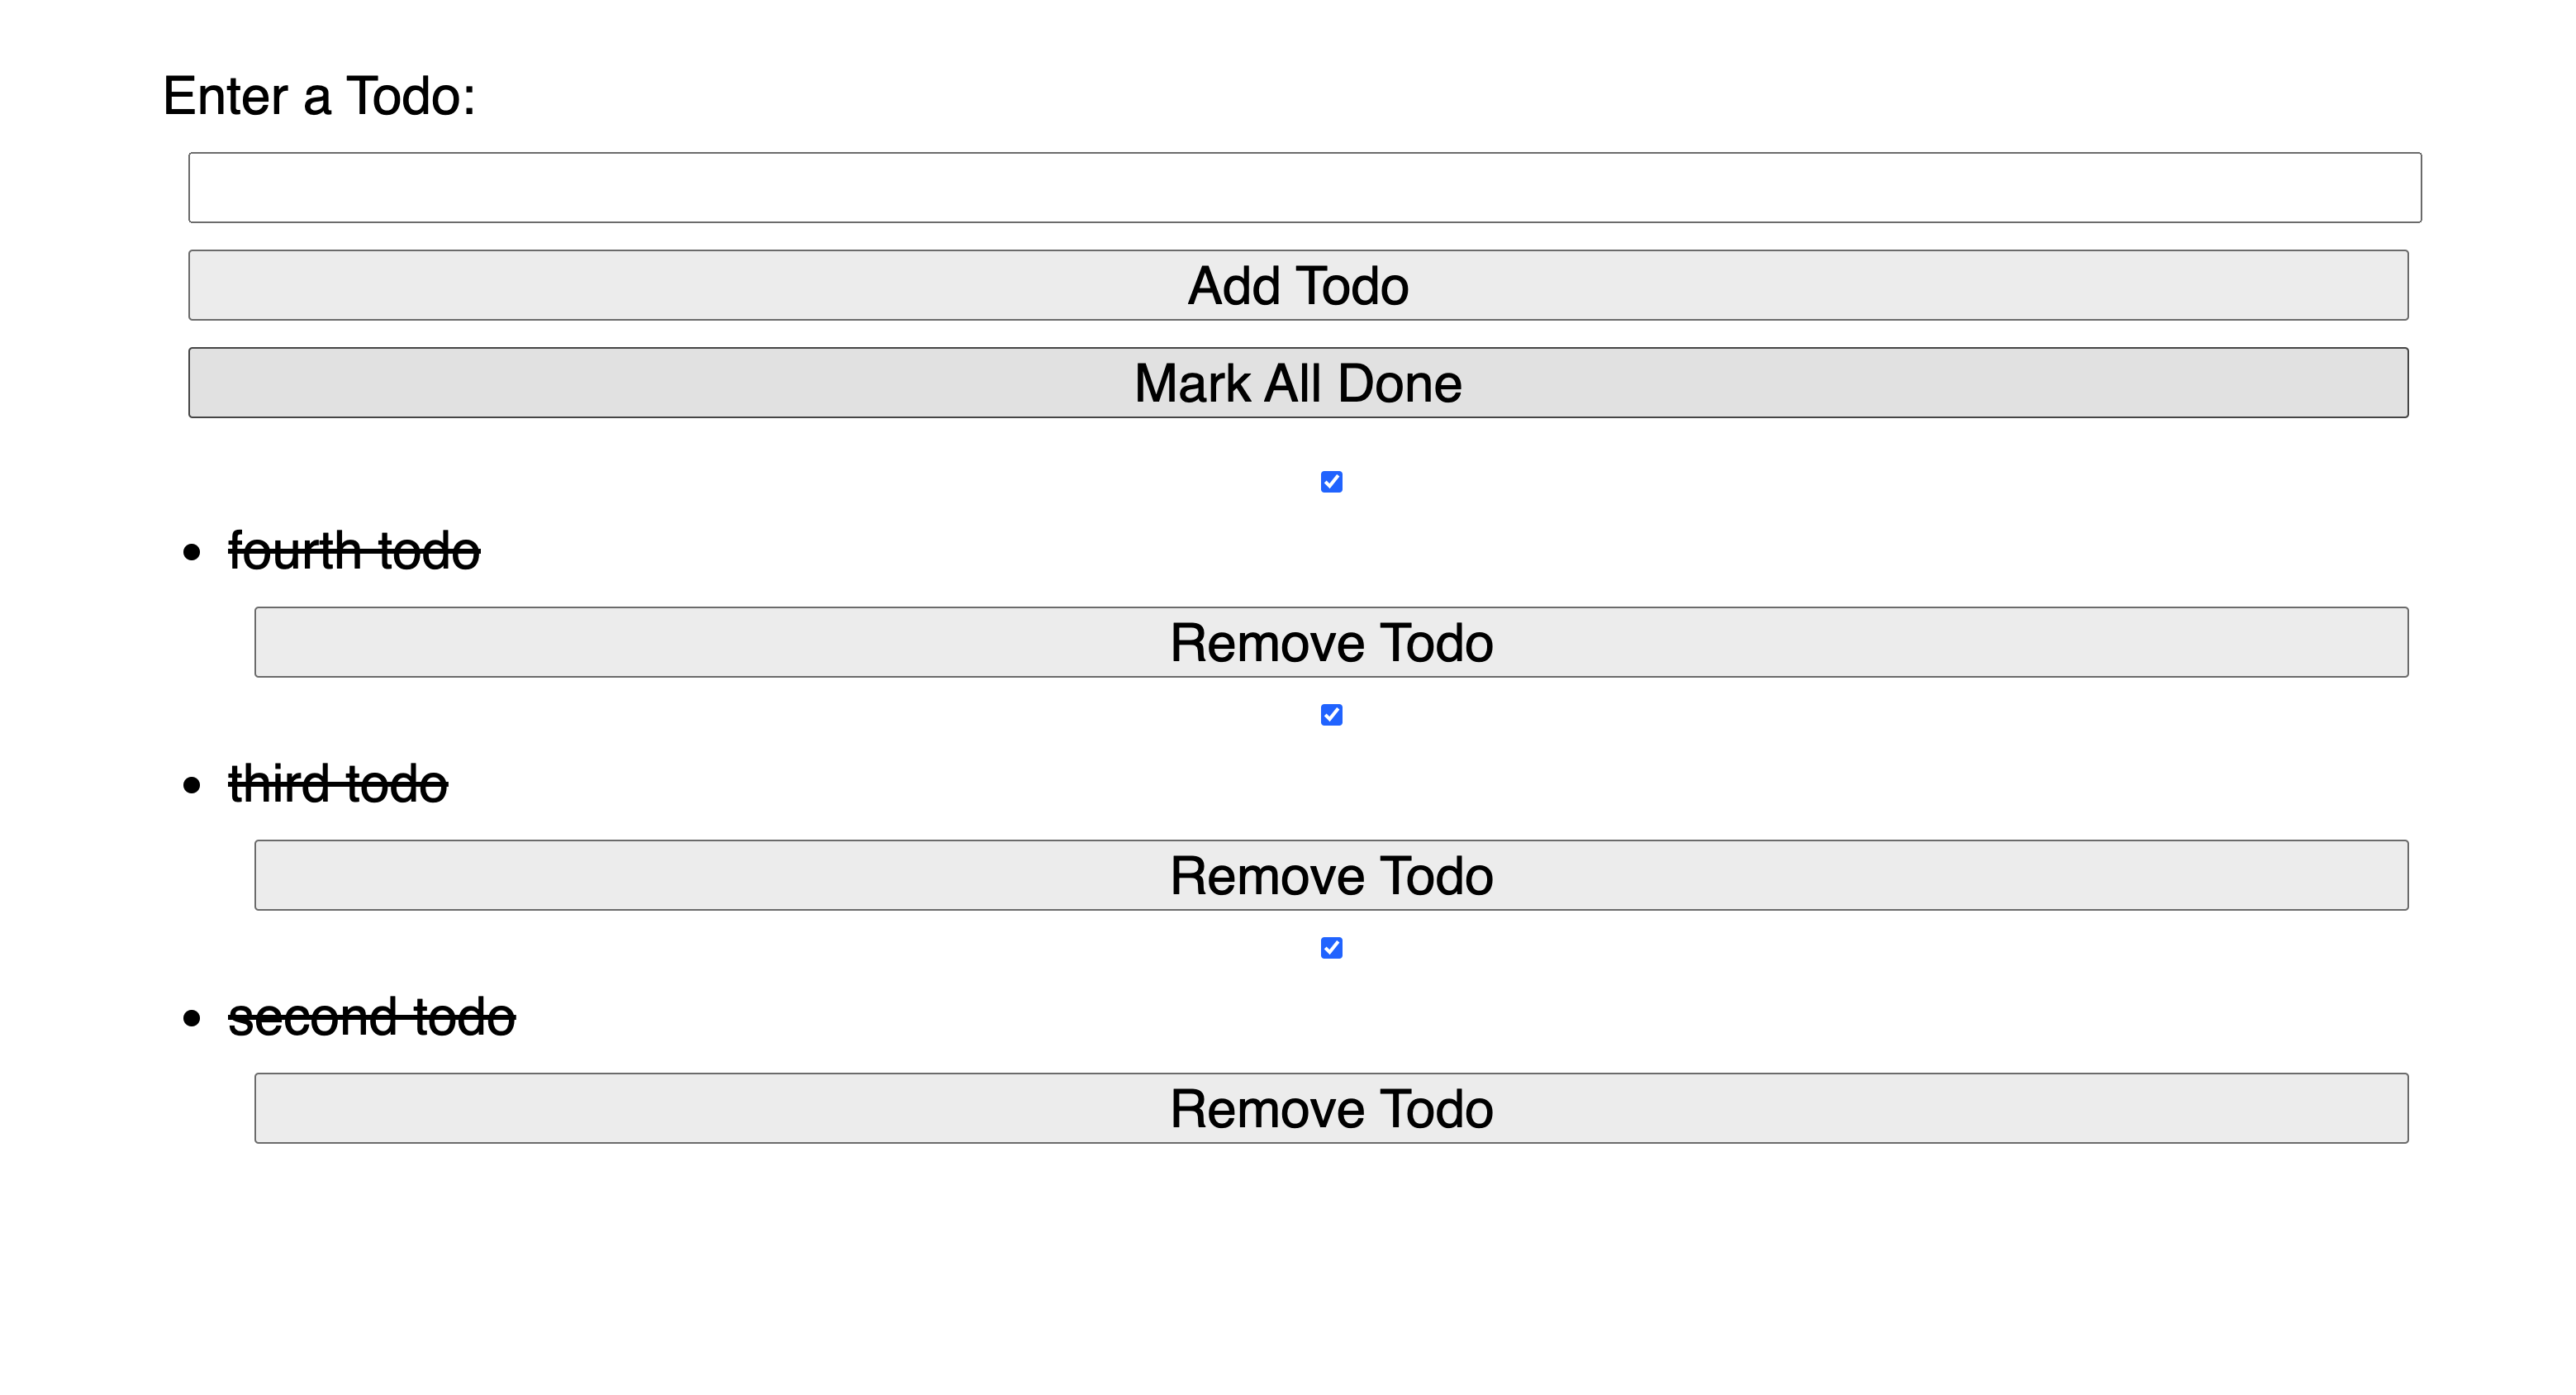 Enter a Todo:
Add Todo
Mark All Done
fourth todo
Remove Todo
third todo
Remove Todo
second todo
Remove Todo